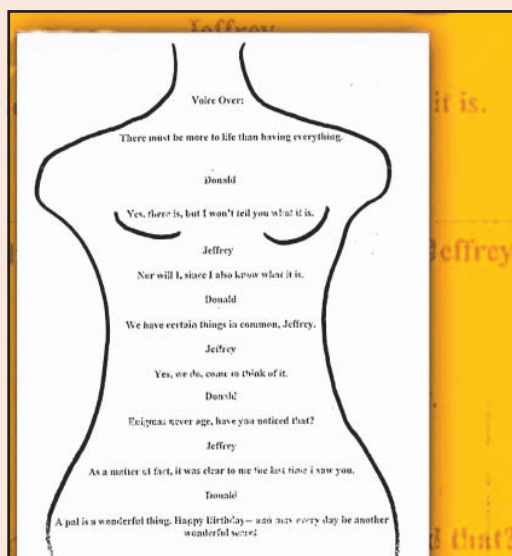 Jeffrey
Voice Over:
it is.
There must be more to life than having everything.
Donald
Yes, there is, but I won't tell you what it is.
Jeffrey
Jeffrey
Nor will I, since I also know what it is.
Donald
We have certain things in common, Jeffrey.
Jeffrey
Yes, we do, come to think of it.
Donald
Enigmas never age, have you noticed that?
Jeffrey
As a matter of fact, it was clear to me the last time I saw you.
Donald
A pal is a wonderful thing. Happy Birthday— and may every day be another
wonderful secret
that?